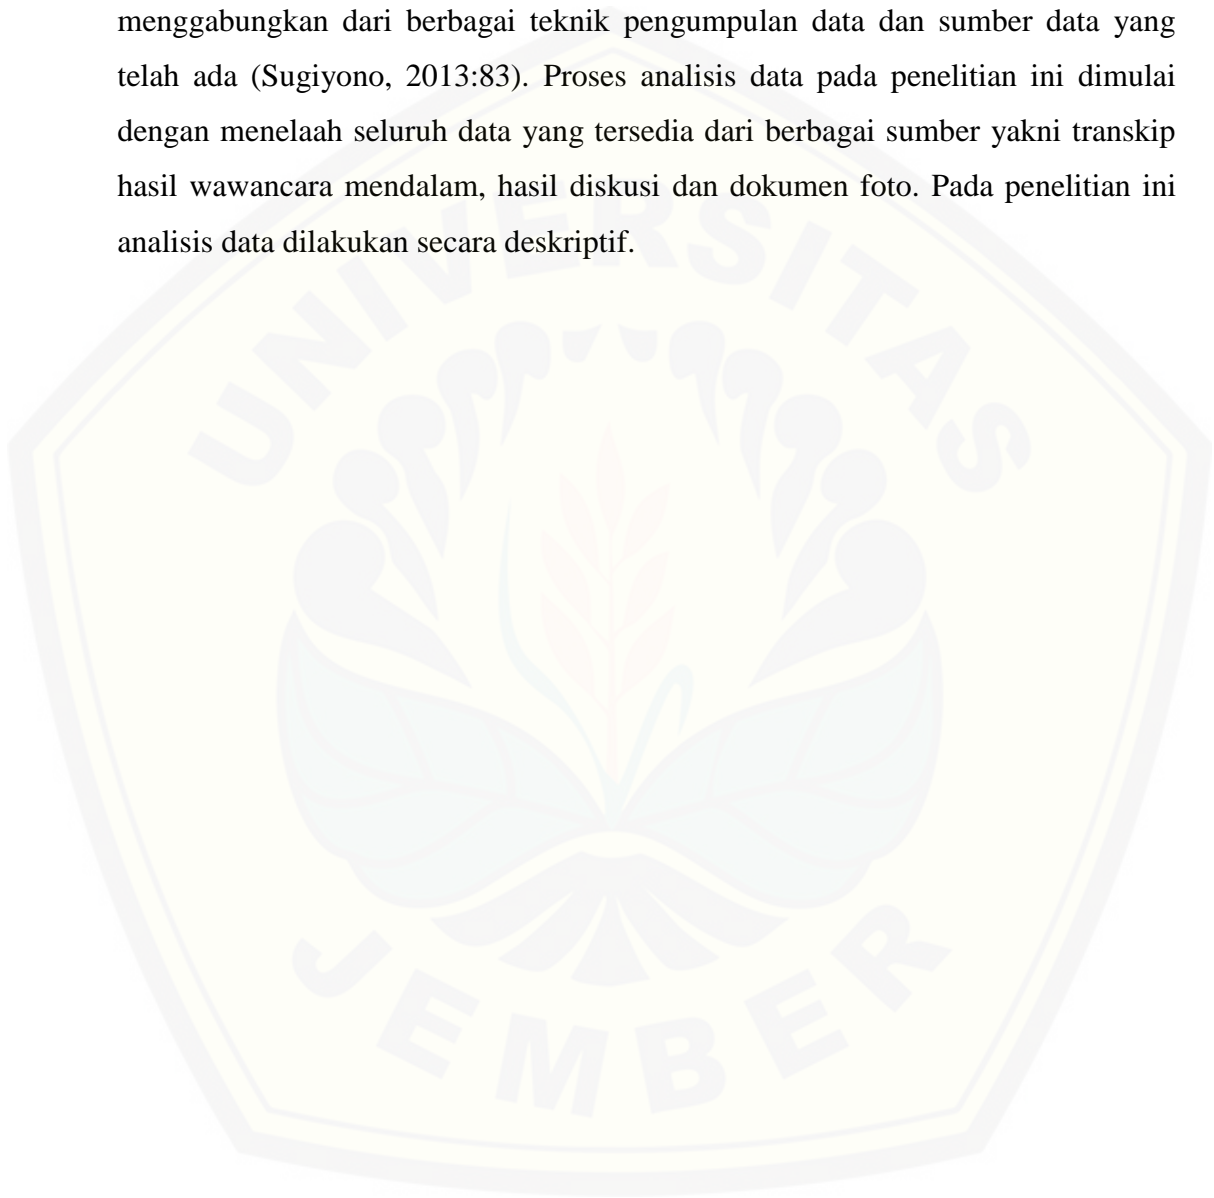 menggabungkan dari berbagai teknik pengumpulan data dan sumber data yang
telah ada (Sugiyono, 2013:83). Proses analisis data pada penelitian ini dimulai
dengan menelaah seluruh data yang tersedia dari berbagai sumber yakni transkip
hasil wawancara mendalam, hasil diskusi dan dokumen foto. Pada penelitian ini
analisis data dilakukan secara deskriptif.
UNIVERSITAS
JEMBER